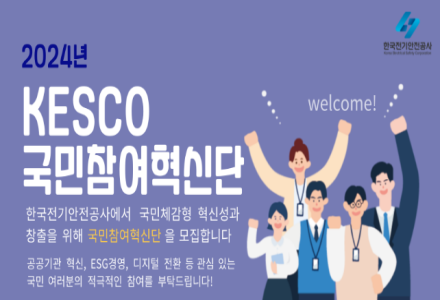 한국전기안전공사
2024년
KESCO
welcome!
국민참여혁신단
한국전기안전공사에서 국민체감형 혁신성과
창출을 위해 국민참여혁신단 을 모집합니다
공공기관 혁신, ESG경영, 디지털 전환 등 관심 있는
국민 여러분의 적극적인 참여를 부탁드립니다!